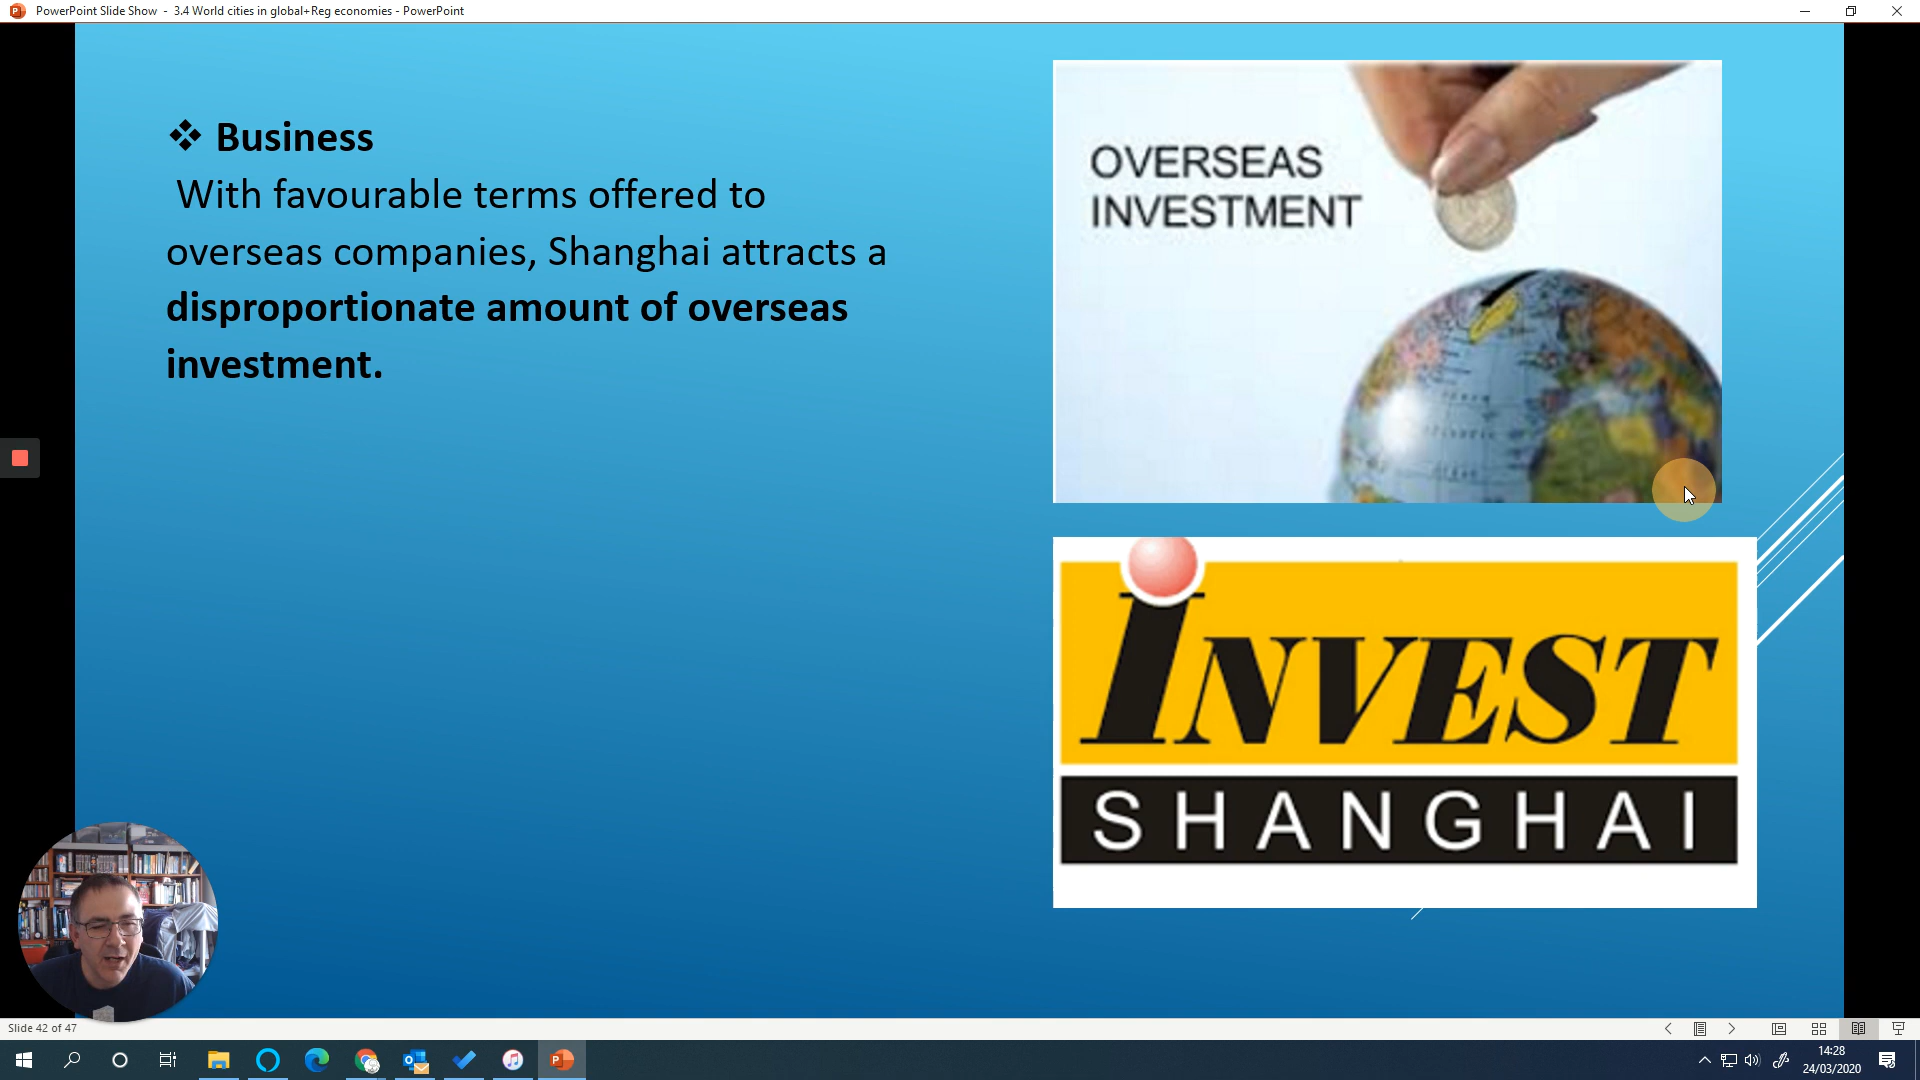 PowerPoint Slide Show - 3.4 World cities in global+Reg economies - PowerPoint
❖ Business
With favourable terms offered to
overseas companies, Shanghai attracts a
disproportionate amount of overseas
investment.
OVERSEAS
INVESTMENT
INVEST
SHANGHAI
Slide 42 of 47
14:28
24/03/2020